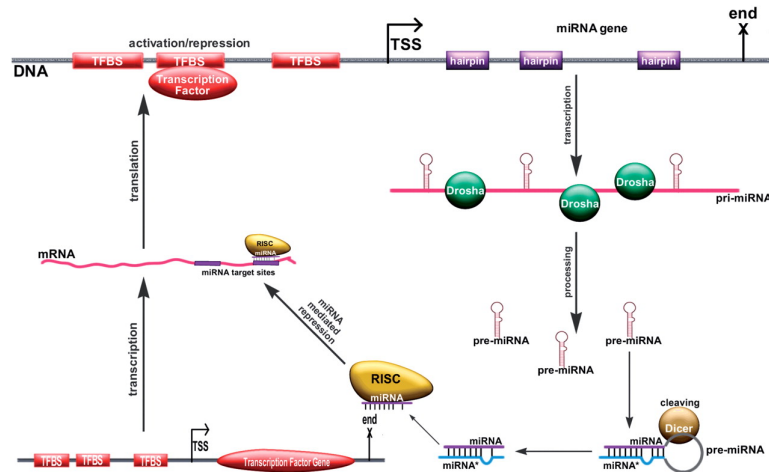 activation/repression
TSS
miRNA gene
end
DNA
TFBS
TFBS
TFBS
hairpin
hairpin
hairpin
Transcription
Factor
transcription
Drosha
Drosha
Drosha
pri-miRNA
translation
processing
mRNA
RISC
miRNA
miRNA target sites
miRNA
mediated
repression
pre-miRNA
pre-miRNA
pre-miRNA
transcription
RISC
miRNA
end
cleaving
Dicer
miRNA
miRNA*
pre-miRNA
miRNA
miRNA*
TFBS
TFBS
TFBS
TSS
Transcription Factor Gene